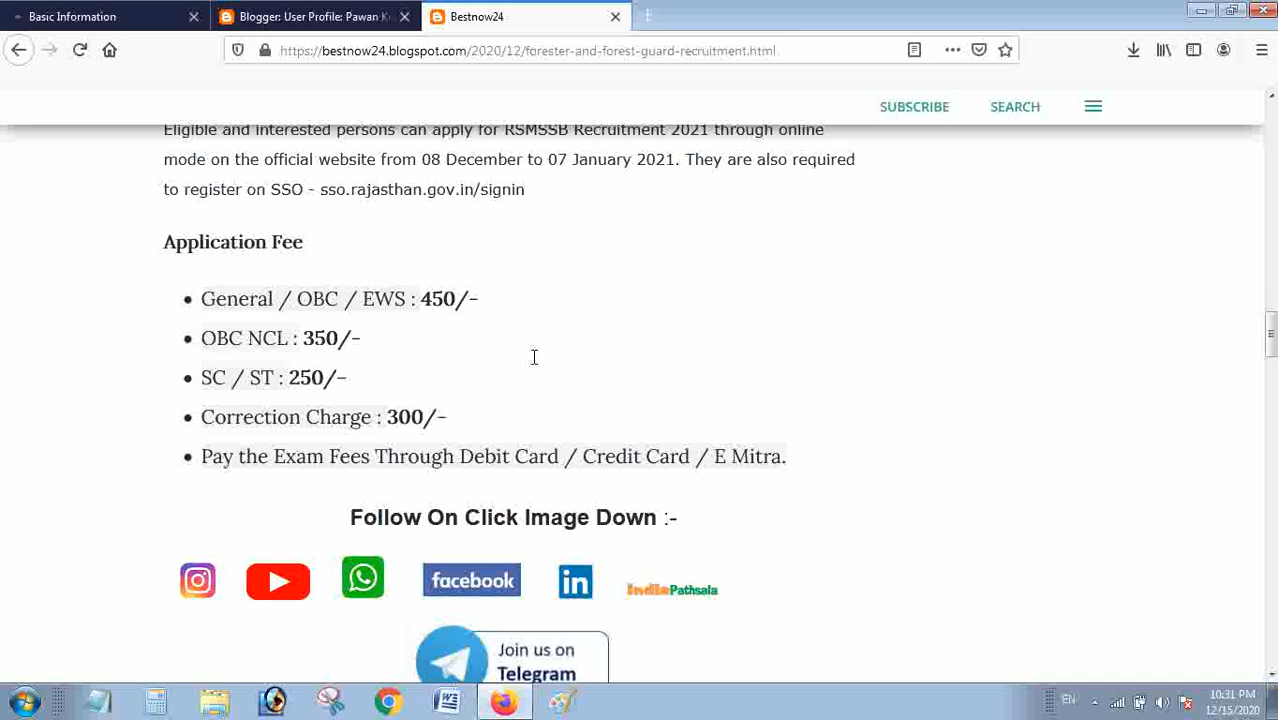 Basic Information
Blogger: User Profile: Pawan K
Bestnow24
https://bestnow24.blogspot.com/2020/12/forester-and-forest-guard-recruitment.html
SUBSCRIBE
SEARCH
Eligible and interested persons can apply for RSMSSB Recruitment 2021 through online
mode on the official website from 08 December to 07 January 2021. They are also required
to register on SSO - sso.rajasthan.gov.in/signin
Application Fee
• General / OBC / EWS : 450/-
• OBC NCL : 350/-
• SC / ST : 250/-
• Correction Charge : 300/-
• Pay the Exam Fees Through Debit Card / Credit Card / E Mitra.
Follow On Click Image Down :-
facebook
in
IndiaPathsala
Join us on
Telegram
EN
10:31 PM
12/15/2020